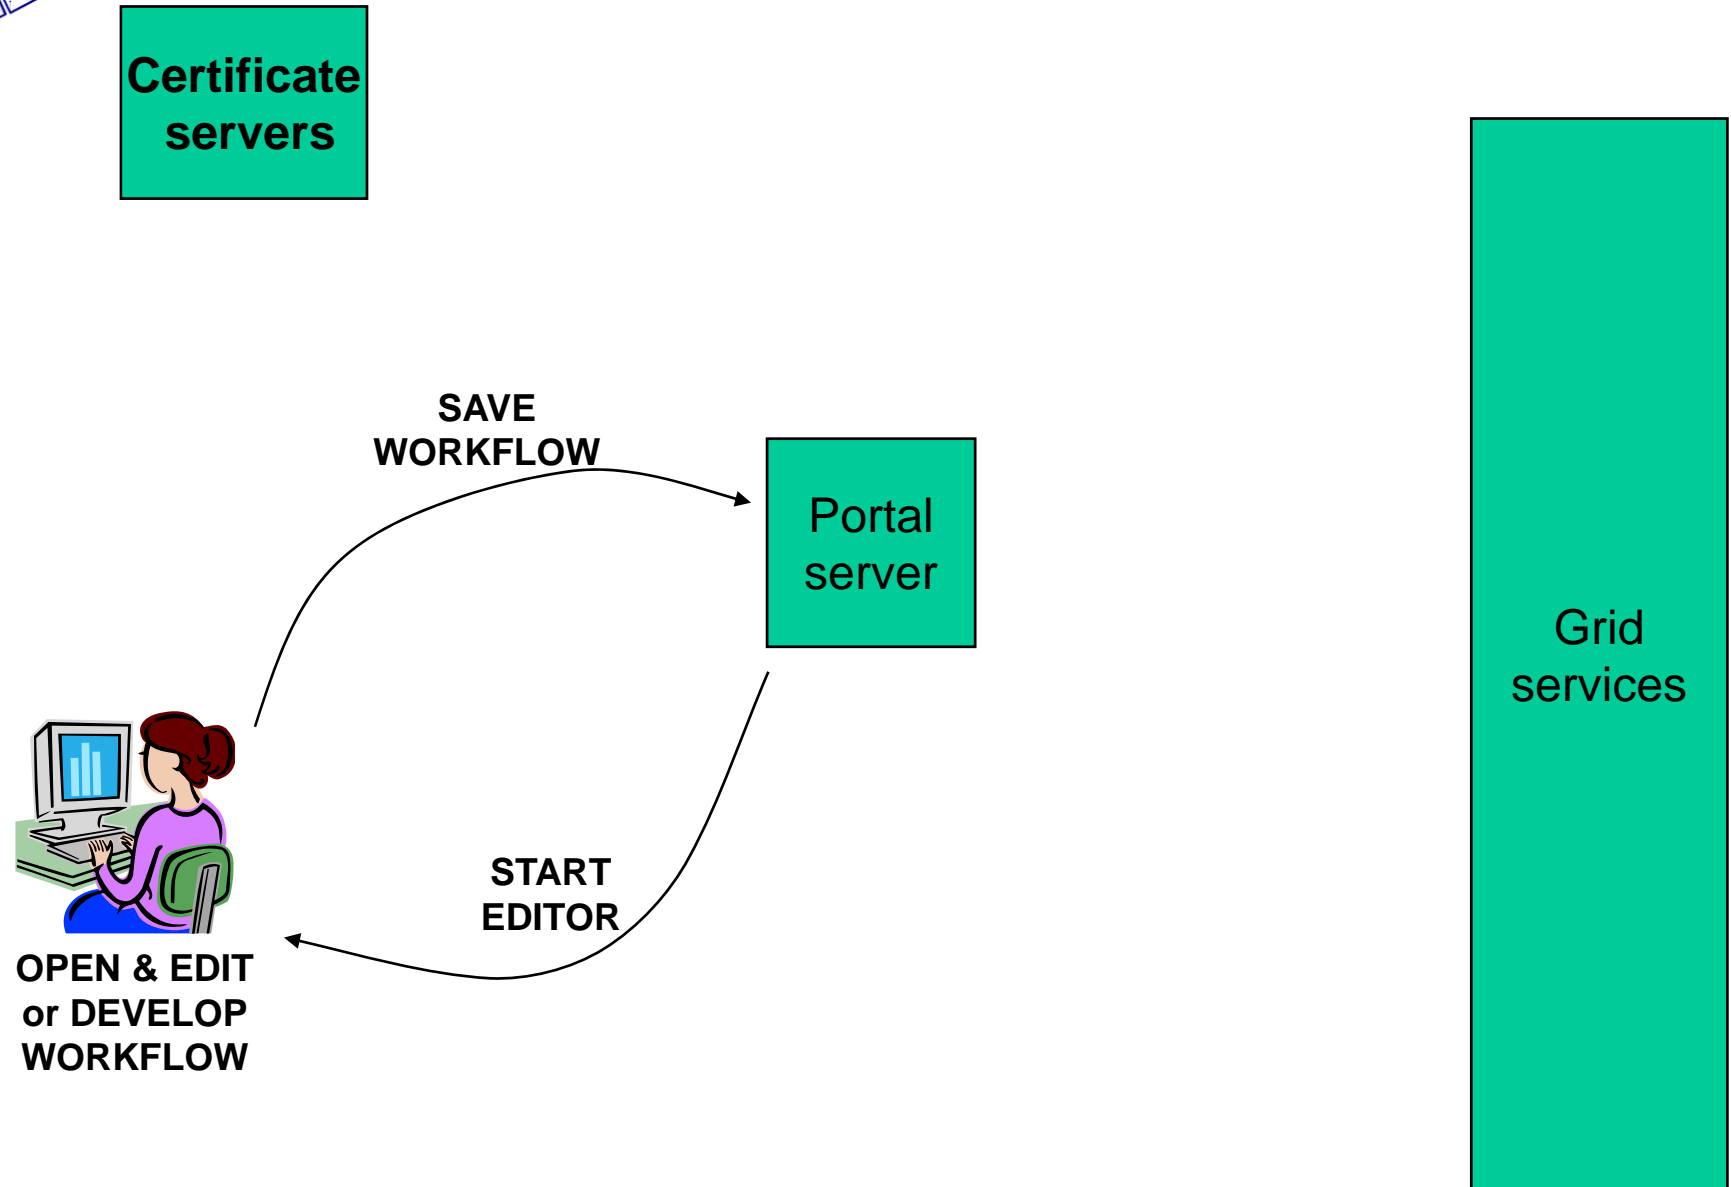 Certificate
servers
SAVE
WORKFLOW
Portal
server
Grid
services
START
EDITOR
OPEN & EDIT
or DEVELOP
WORKFLOW